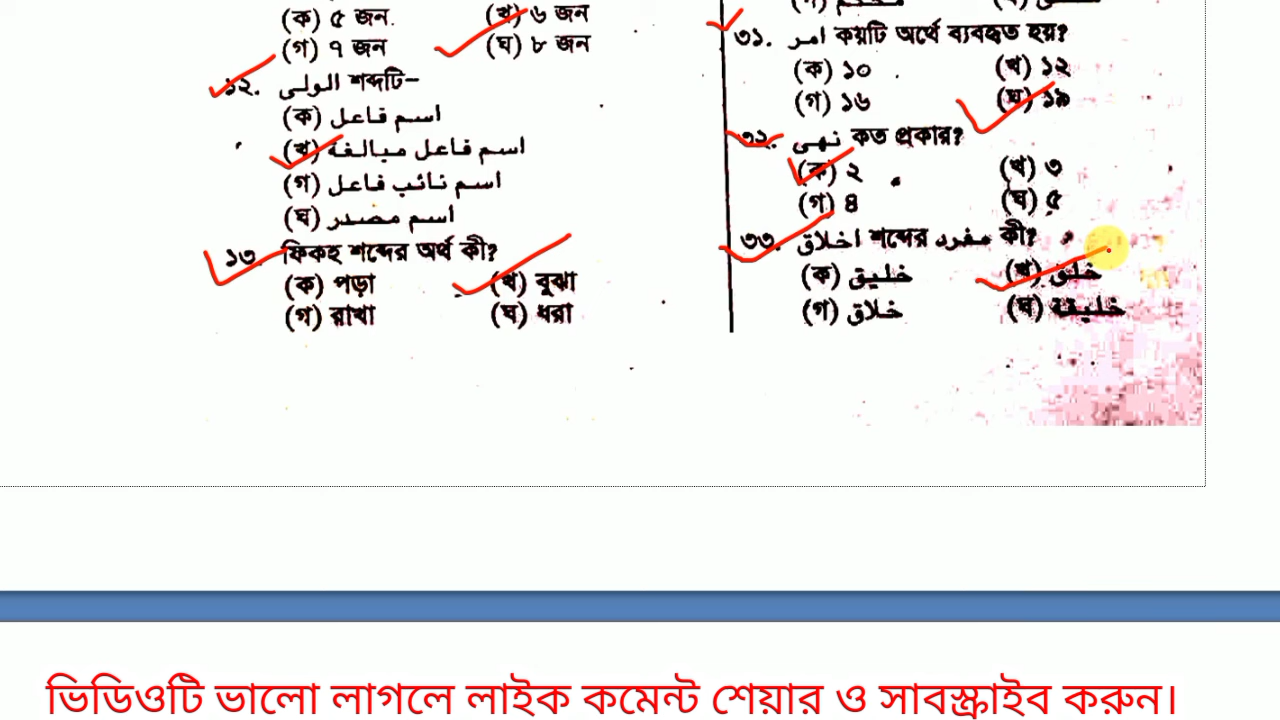 (ক) ৫ জন
(খ) ৬ জন
(গ) ৭ জন
(ঘ) ৮ জন
১২. الولى শব্দটি–
(ক) اسم فاعل
(খ) اسم فاعل مبالغة
(গ) اسم نائب فاعل
(ঘ) اسم مصدر
১৩. ফিকহ শব্দের অর্থ কী?
(ক) পড়া
(খ) বুঝা
(গ) রাখা
(ঘ) ধরা
৩১. امر কয়টি অর্থে ব্যবহৃত হয়?
(ক) ১০
(খ) ১২
(গ) ১৬
(ঘ) ১৯
৩২. نهى কত প্রকার?
(ক) ২
(খ) ৩
(গ) ৪
(ঘ) ৫
৩৩. اخلاق শব্দের مفرد কী?
(ক) خليق
(খ) خلق
(গ) خلاق
(ঘ) خليقة
ভিডিওটি ভালো লাগলে লাইক কমেন্ট শেয়ার ও সাবস্ক্রাইব করুন।